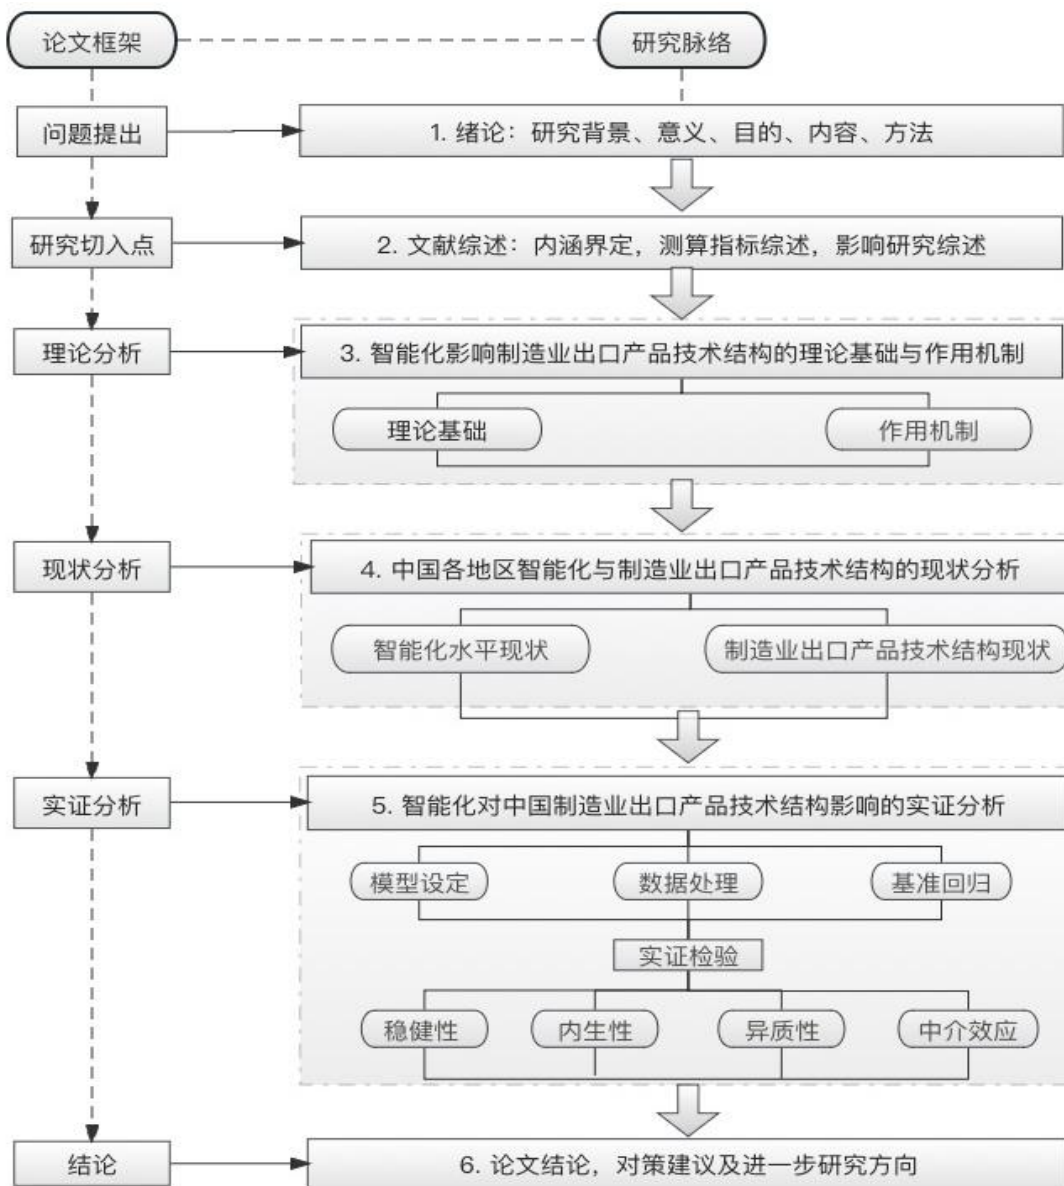 论文框架
研究脉络
问题提出
1. 绪论：研究背景、意义、目的、内容、方法
研究切入点
2. 文献综述：内涵界定，测算指标综述，影响研究综述
理论分析
3. 智能化影响制造业出口产品技术结构的理论基础与作用机制
理论基础
作用机制
现状分析
4. 中国各地区智能化与制造业出口产品技术结构的现状分析
智能化水平现状
制造业出口产品技术结构现状
实证分析
5. 智能化对中国制造业出口产品技术结构影响的实证分析
模型设定
数据处理
基准回归
实证检验
稳健性
内生性
异质性
中介效应
结论
6. 论文结论，对策建议及进一步研究方向